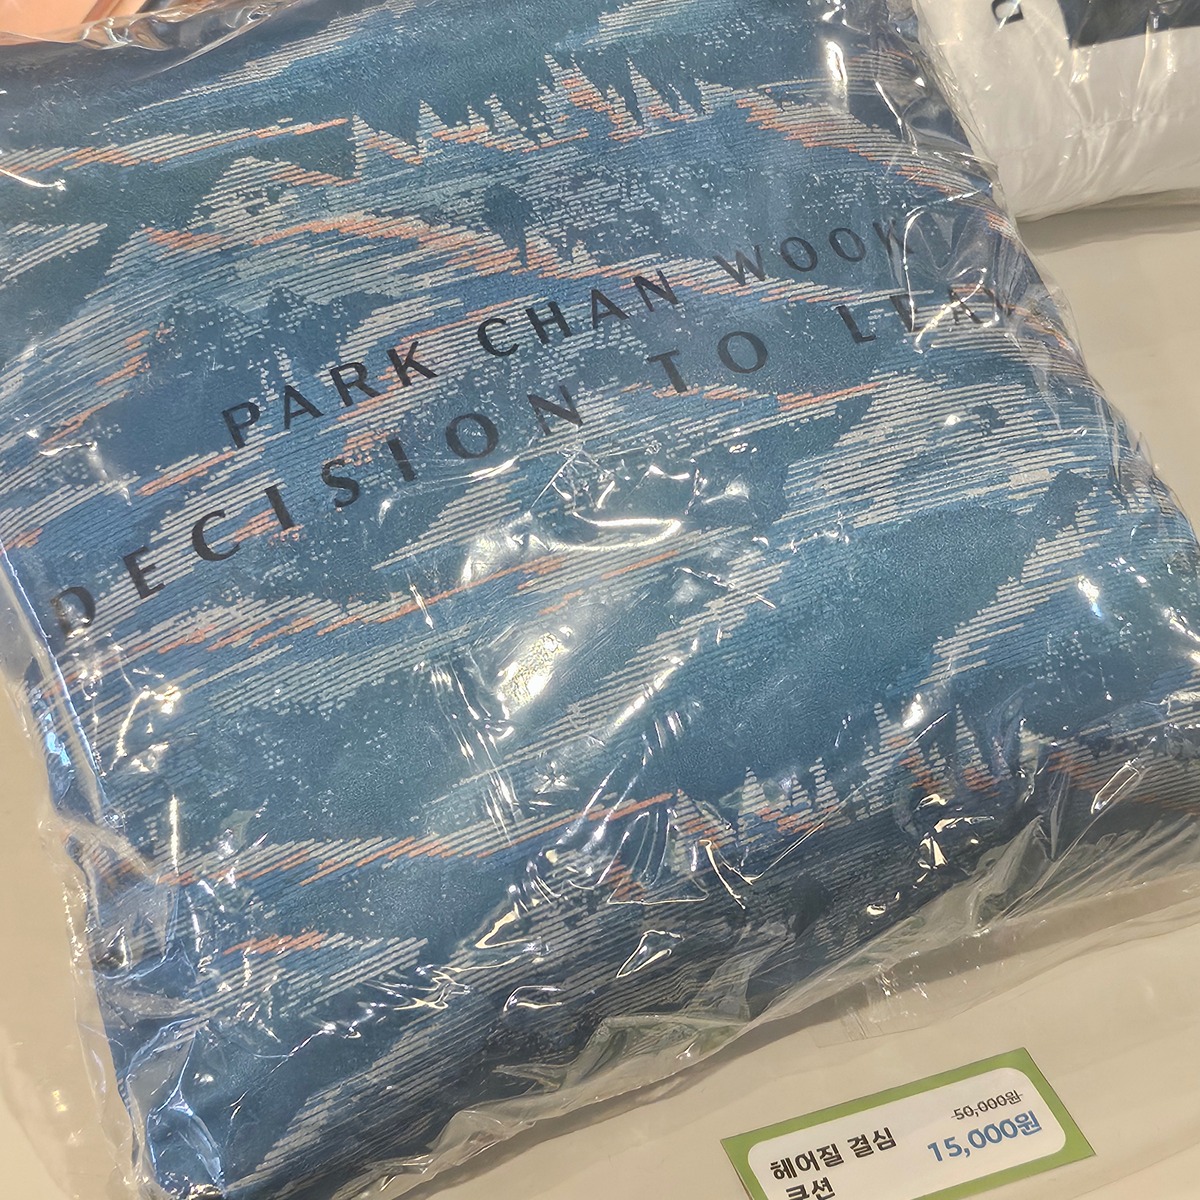 PARK CHAN WOOK
DECISION TO LEAV
헤어질 결심
쿠션
50,000원
15,000원